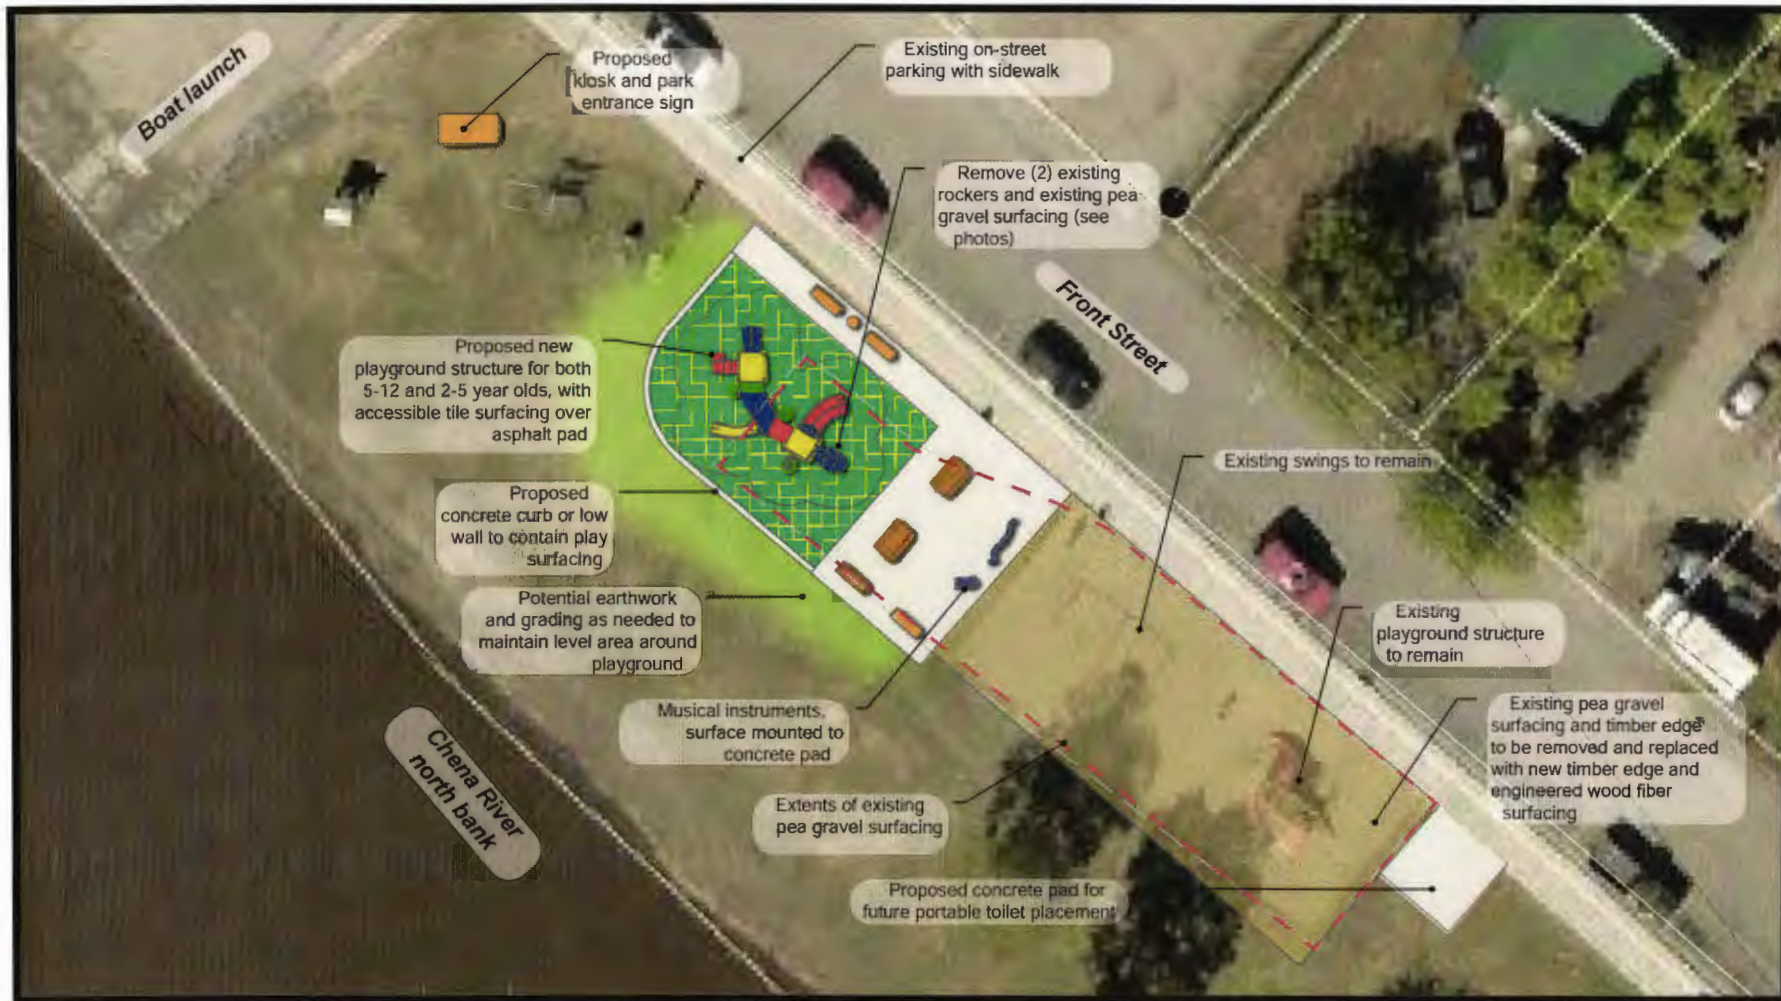 Boat launch
Proposed
kiosk and park
entrance sign
Existing on-street
parking with sidewalk
Remove (2) existing
rockers and existing pea
gravel surfacing (see
photos)
Front Street
Proposed new
playground structure for both
5-12 and 2-5 year olds, with
accessible tile surfacing over
asphalt pad
Existing swings to remain
Proposed
concrete curb or low
wall to contain play
surfacing
Potential earthwork
and grading as needed to
maintain level area around
playground
Existing
playground structure
to remain
Musical instruments,
surface mounted to
concrete pad
Existing pea gravel
surfacing and timber edge
to be removed and replaced
with new timber edge and
engineered wood fiber
surfacing
Chena River
north bank
Extents of existing
pea gravel surfacing
Proposed concrete pad for
future portable toilet placement